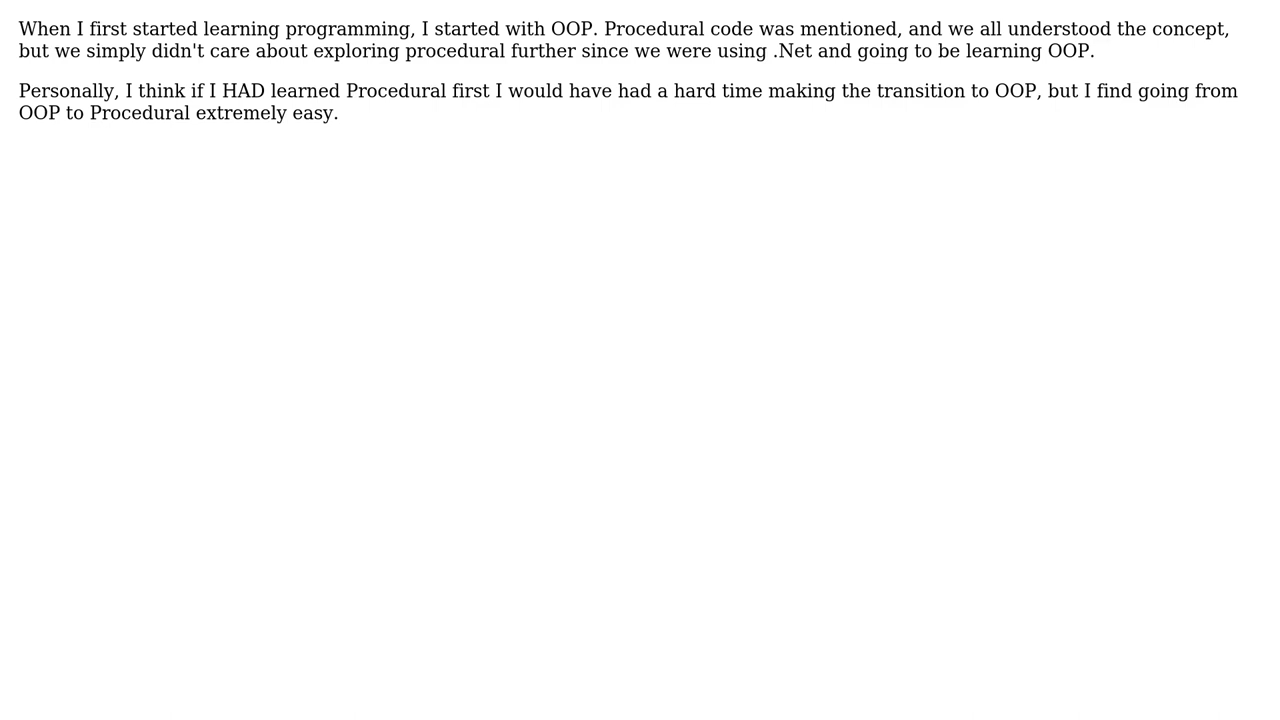 When I first started learning programming, I started with OOP. Procedural code was mentioned, and we all understood the concept,
but we simply didn't care about exploring procedural further since we were using .Net and going to be learning OOP.
Personally, I think if I HAD learned Procedural first I would have had a hard time making the transition to OOP, but I find going from
OOP to Procedural extremely easy.